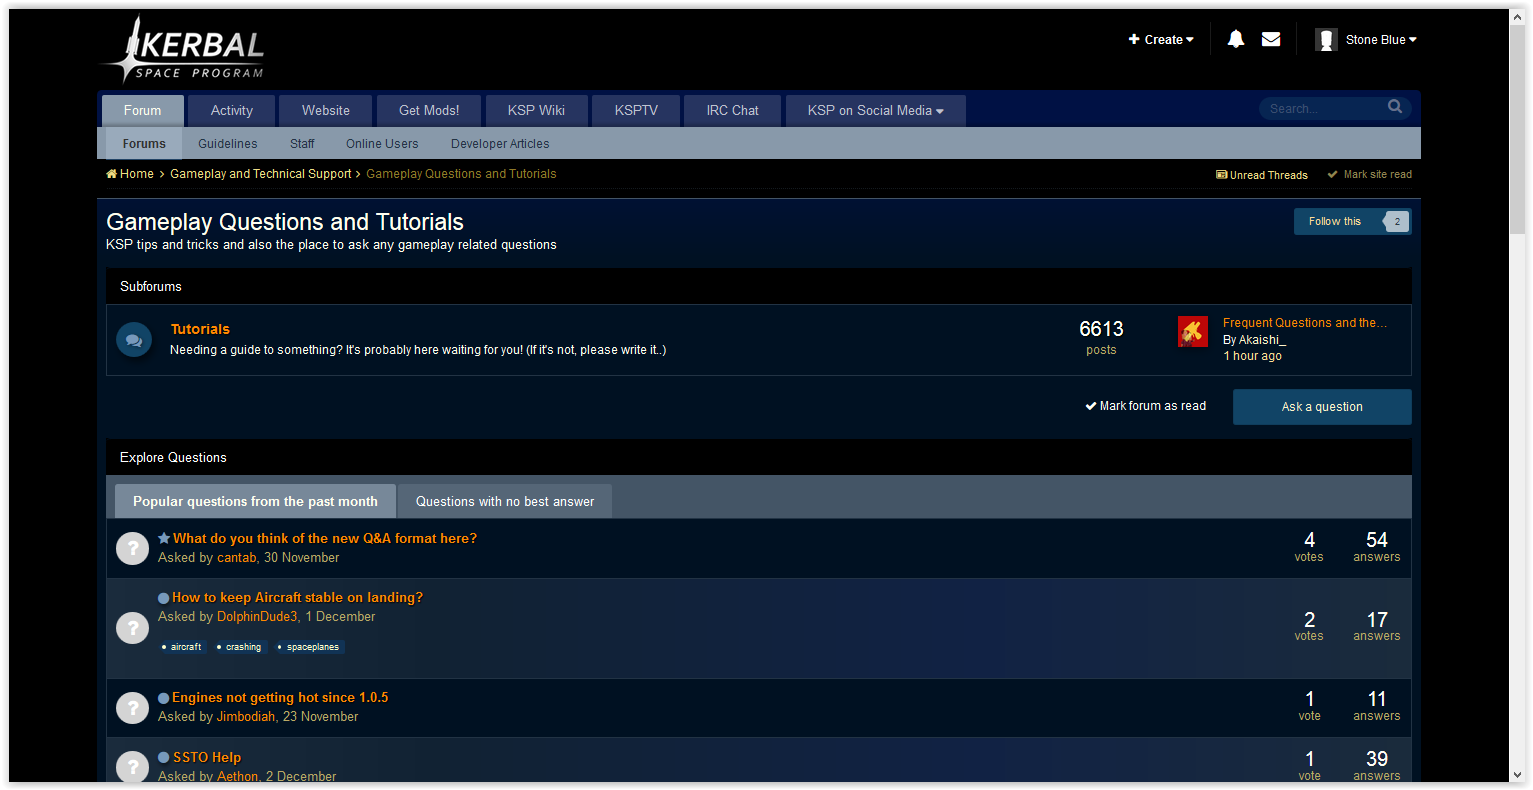 KERBAL
SPACE PROGRAM
Create
Stone Blue
Forum Activity Website Get Mods! KSP Wiki KSPTV IRC Chat KSP on Social Media
Search...
Forums Guidelines Staff Online Users Developer Articles
Home > Gameplay and Technical Support > Gameplay Questions and Tutorials
Unread Threads Mark site read
Gameplay Questions and Tutorials
Follow this 2
KSP tips and tricks and also the place to ask any gameplay related questions
Subforums
Tutorials
Needing a guide to something? It's probably here waiting for you! (If it's not, please write it..)
6613
posts
Frequent Questions and the...
By Akaishi_
1 hour ago
Mark forum as read Ask a question
Explore Questions
Popular questions from the past month Questions with no best answer
What do you think of the new Q&A format here?
Asked by cantab, 30 November
4 54
votes answers
How to keep Aircraft stable on landing?
Asked by DolphinDude3, 1 December
aircraft crashing spaceplanes
2 17
votes answers
Engines not getting hot since 1.0.5
Asked by Jimbodiah, 23 November
1 11
vote answers
SSTO Help
Asked by Aethon, 2 December
1 39
vote answers